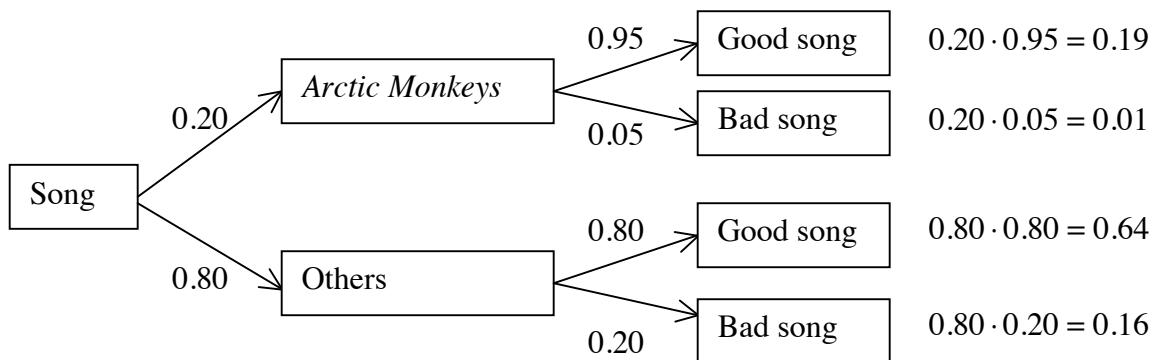 0.95
Good song
0.20 · 0.95 = 0.19
Arctic Monkeys
0.20
0.05
Bad song
0.20 · 0.05 = 0.01
Song
0.80
Good song
0.80 · 0.80 = 0.64
0.80
Others
0.20
Bad song
0.80 · 0.20 = 0.16